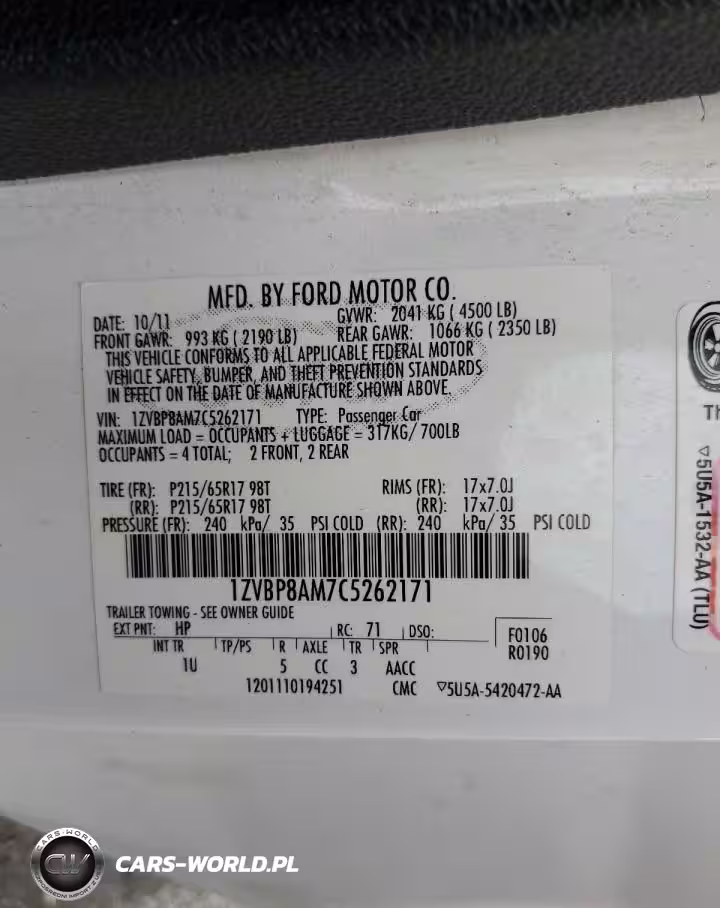 MFD. BY FORD MOTOR CO.
DATE: 10/11 GVWR: 2041 KG ( 4500 LB)
FRONT GAWR: 993 KG ( 2190 LB) REAR GAWR: 1066 KG ( 2350 LB)
THIS VEHICLE CONFORMS TO ALL APPLICABLE FEDERAL MOTOR
VEHICLE SAFETY, BUMPER, AND THEFT PREVENTION STANDARDS
IN EFFECT ON THE DATE OF MANUFACTURE SHOWN ABOVE.
VIN: 1ZVBP8AM7C5262171 TYPE: Passenger Car
MAXIMUM LOAD = OCCUPANTS + LUGGAGE = 317KG/ 700LB
OCCUPANTS = 4 TOTAL; 2 FRONT, 2 REAR
TIRE (FR): P215/65R17 98T RIMS (FR): 17x7.0J
(RR): P215/65R17 98T (RR): 17x7.0J
PRESSURE (FR): 240 kPa/ 35 PSI COLD (RR): 240 kPa/ 35 PSI COLD
1ZVBP8AM7C5262171
TRAILER TOWING - SEE OWNER GUIDE
EXT PNT: HP RC: 71 DSO: F0106
R0190
INT TR TP/PS R AXLE TR SPR
1U 5 CC 3 AACC
1201110194251 CMC ▽5U5A-5420472-AA
Th
▽5U5A-1532-AA (TLU)
CARS-WORLD
CW
CARS-WORLD.PL